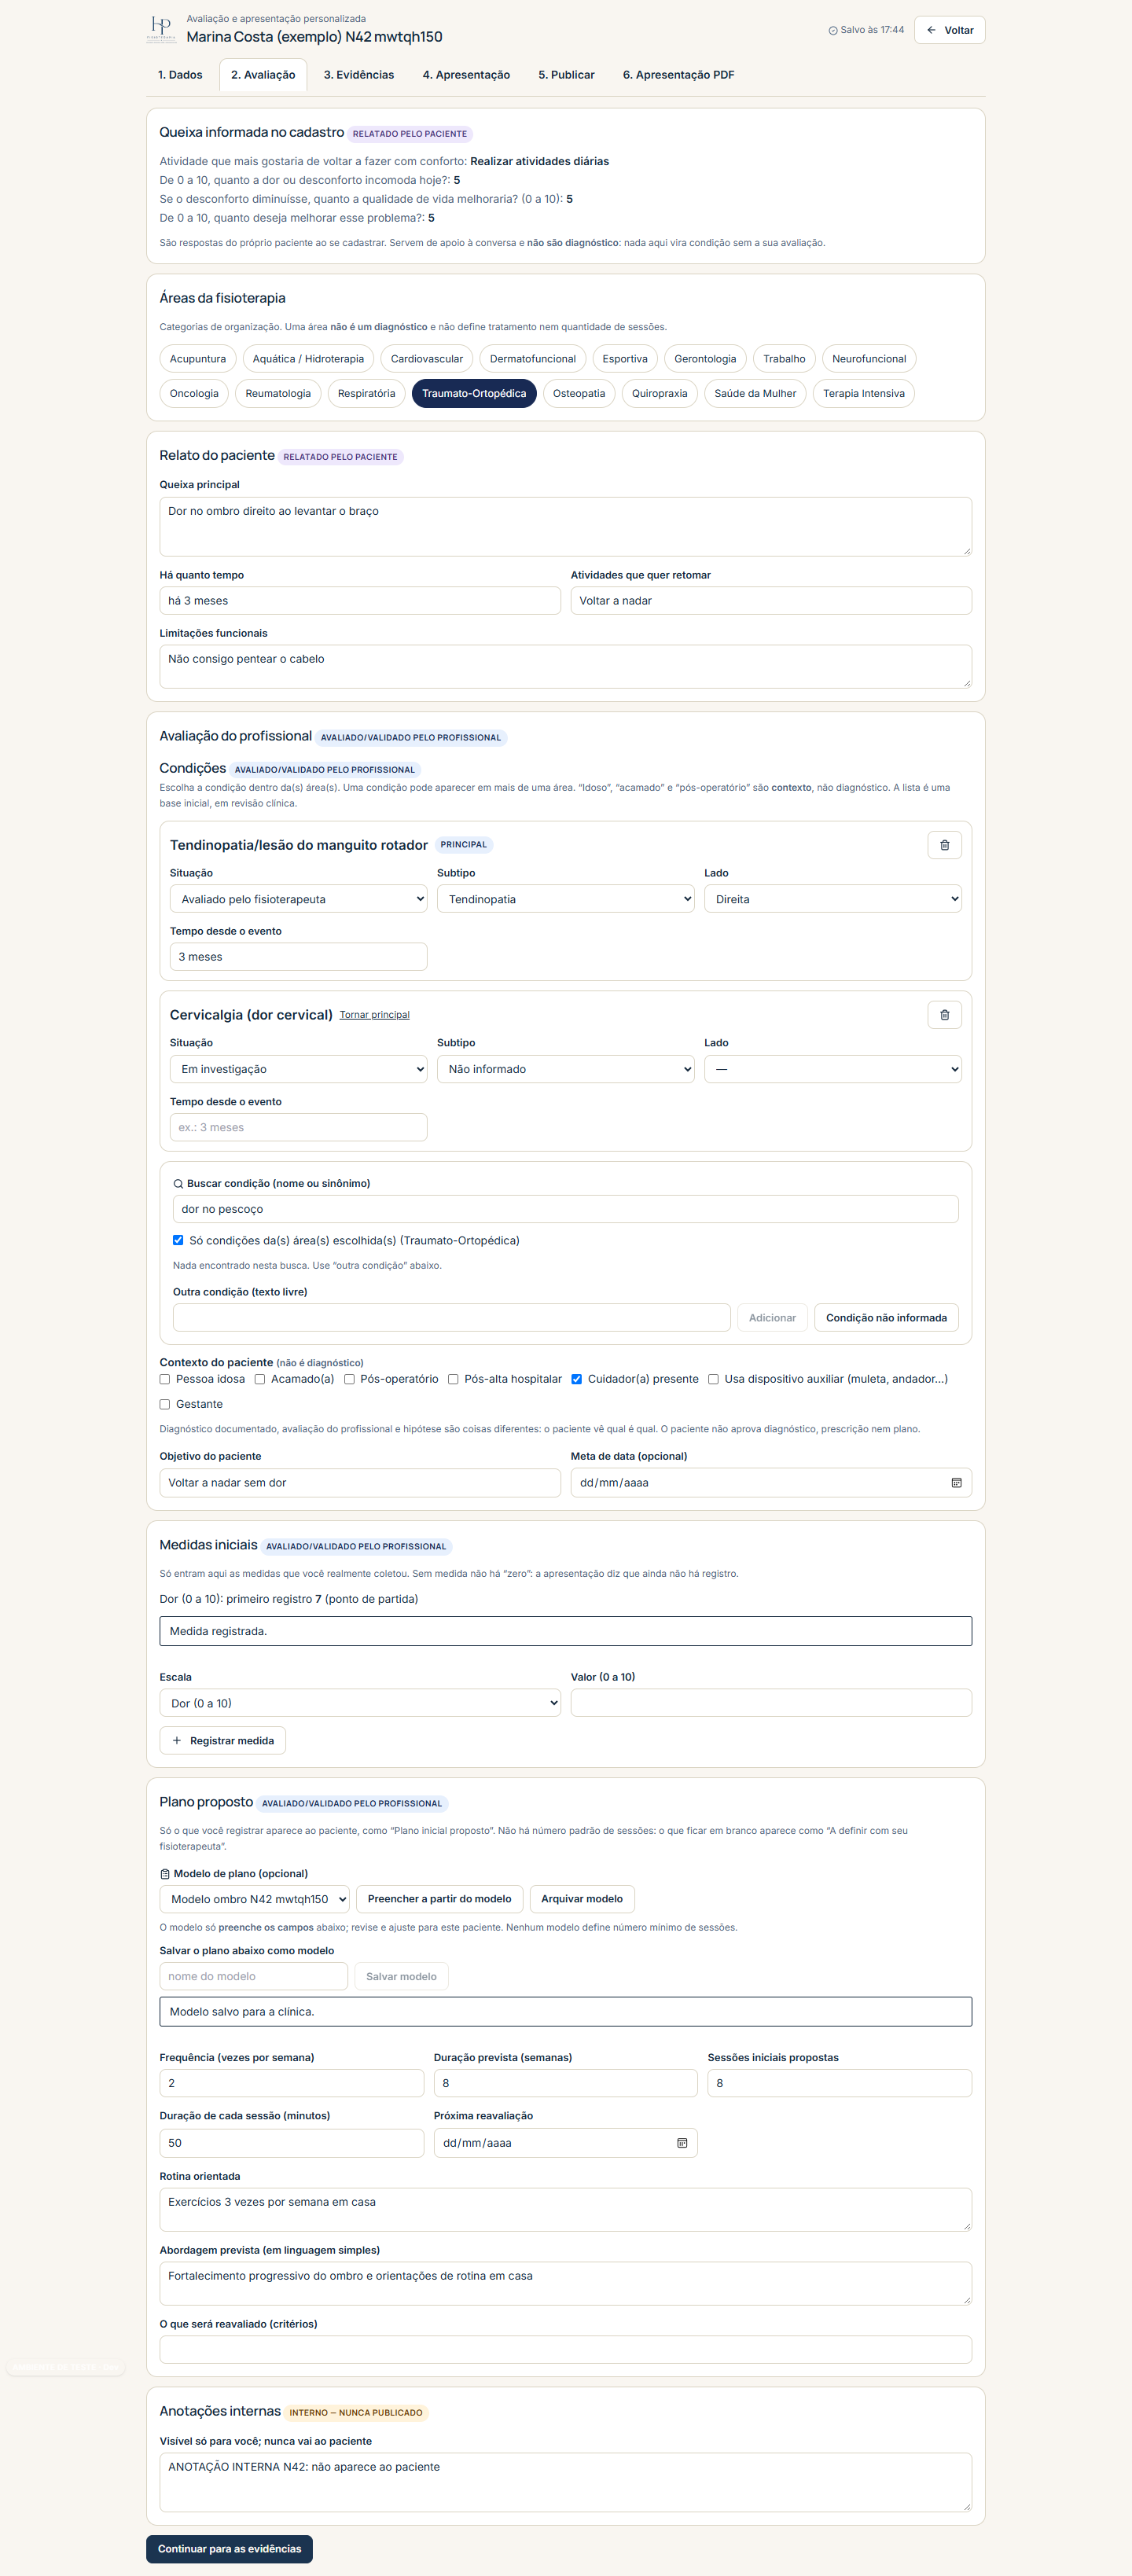 HP
Avaliação e apresentação personalizada
Marina Costa (exemplo) N42 mwtqh150
Salvo às 17:44
Voltar
1. Dados
2. Avaliação
3. Evidências
4. Apresentação
5. Publicar
6. Apresentação PDF
Queixa informada no cadastro RELATADO PELO PACIENTE
Atividade que mais gostaria de voltar a fazer com conforto: Realizar atividades diárias
De 0 a 10, quanto a dor ou desconforto incomoda hoje?: 5
Se o desconforto diminuísse, quanto a qualidade de vida melhoraria? (0 a 10): 5
De 0 a 10, quanto deseja melhorar esse problema?: 5
São respostas do próprio paciente ao se cadastrar. Servem de apoio à conversa e não são diagnóstico: nada aqui vira condição sem a sua avaliação.
Áreas da fisioterapia
Categorias de organização. Uma área não é um diagnóstico e não define tratamento nem quantidade de sessões.
Acupuntura
Aquática / Hidroterapia
Cardiovascular
Dermatofuncional
Esportiva
Gerontologia
Trabalho
Neurofuncional
Oncologia
Reumatologia
Respiratória
Traumato-Ortopédica
Osteopatia
Quiropraxia
Saúde da Mulher
Terapia Intensiva
Relato do paciente RELATADO PELO PACIENTE
Queixa principal
Dor no ombro direito ao levantar o braço
Há quanto tempo
Atividades que quer retomar
há 3 meses
Voltar a nadar
Limitações funcionais
Não consigo pentear o cabelo
Avaliação do profissional AVALIADO/VALIDADO PELO PROFISSIONAL
Condições AVALIADO/VALIDADO PELO PROFISSIONAL
Escolha a condição dentro da(s) área(s). Uma condição pode aparecer em mais de uma área. “Idoso”, “acamado” e “pós-operatório” são contexto, não diagnóstico. A lista é uma
base inicial, em revisão clínica.
Tendinopatia/lesão do manguito rotador PRINCIPAL
Situação
Subtipo
Lado
Avaliado pelo fisioterapeuta
Tendinopatia
Direita
Tempo desde o evento
3 meses
Cervicalgia (dor cervical) Tornar principal
Situação
Subtipo
Lado
Em investigação
Não informado
—
Tempo desde o evento
ex.: 3 meses
Buscar condição (nome ou sinônimo)
dor no pescoço
Só condições da(s) área(s) escolhida(s) (Traumato-Ortopédica)
Nada encontrado nesta busca. Use “outra condição” abaixo.
Outra condição (texto livre)
Adicionar
Condição não informada
Contexto do paciente (não é diagnóstico)
Pessoa idosa
Acamado(a)
Pós-operatório
Pós-alta hospitalar
Cuidador(a) presente
Usa dispositivo auxiliar (muleta, andador...)
Gestante
Diagnóstico documentado, avaliação do profissional e hipótese são coisas diferentes: o paciente vê qual é qual. O paciente não aprova diagnóstico, prescrição nem plano.
Objetivo do paciente
Meta de data (opcional)
Voltar a nadar sem dor
dd/mm/aaaa
Medidas iniciais AVALIADO/VALIDADO PELO PROFISSIONAL
Só entram aqui as medidas que você realmente coletou. Sem medida não há “zero”: a apresentação diz que ainda não há registro.
Dor (0 a 10): primeiro registro 7 (ponto de partida)
Medida registrada.
Escala
Valor (0 a 10)
Dor (0 a 10)
Registrar medida
Plano proposto AVALIADO/VALIDADO PELO PROFISSIONAL
Só o que você registrar aparece ao paciente, como “Plano inicial proposto”. Não há número padrão de sessões: o que ficar em branco aparece como “A definir com seu
fisioterapeuta”.
Modelo de plano (opcional)
Modelo ombro N42 mwtqh150
Preencher a partir do modelo
Arquivar modelo
O modelo só preenche os campos abaixo; revise e ajuste para este paciente. Nenhum modelo define número mínimo de sessões.
Salvar o plano abaixo como modelo
nome do modelo
Salvar modelo
Modelo salvo para a clínica.
Frequência (vezes por semana)
Duração prevista (semanas)
Sessões iniciais propostas
2
8
8
Duração de cada sessão (minutos)
Próxima reavaliação
50
dd/mm/aaaa
Rotina orientada
Exercícios 3 vezes por semana em casa
Abordagem prevista (em linguagem simples)
Fortalecimento progressivo do ombro e orientações de rotina em casa
O que será reavaliado (critérios)
Anotações internas INTERNO — NUNCA PUBLICADO
Visível só para você; nunca vai ao paciente
ANOTAÇÃO INTERNA N42: não aparece ao paciente
Continuar para as evidências